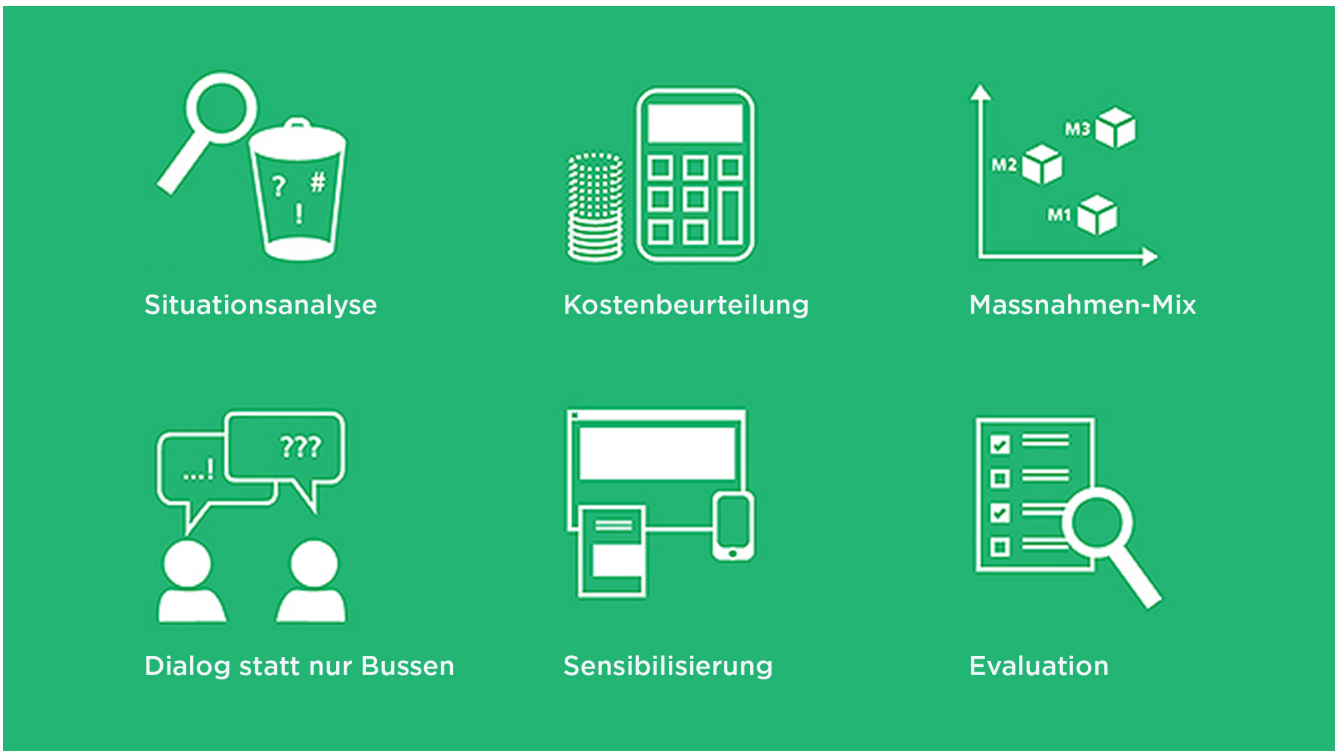 ? #
!
M3
M2
M1
Situationsanalyse
Kostenbeurteilung
Massnahmen-Mix
...!
???
Dialog statt nur Bussen
Sensibilisierung
Evaluation